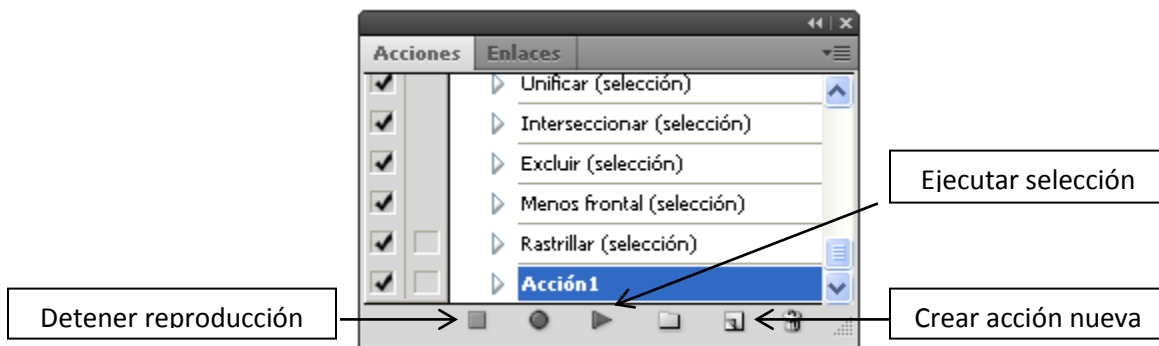 Acciones Enlaces
Unificar (selección)
Interseccionar (selección)
Excluir (selección)
Menos frontal (selección)
Rastrillar (selección)
Acción1
Ejecutar selección
Detener reproducción
Crear acción nueva